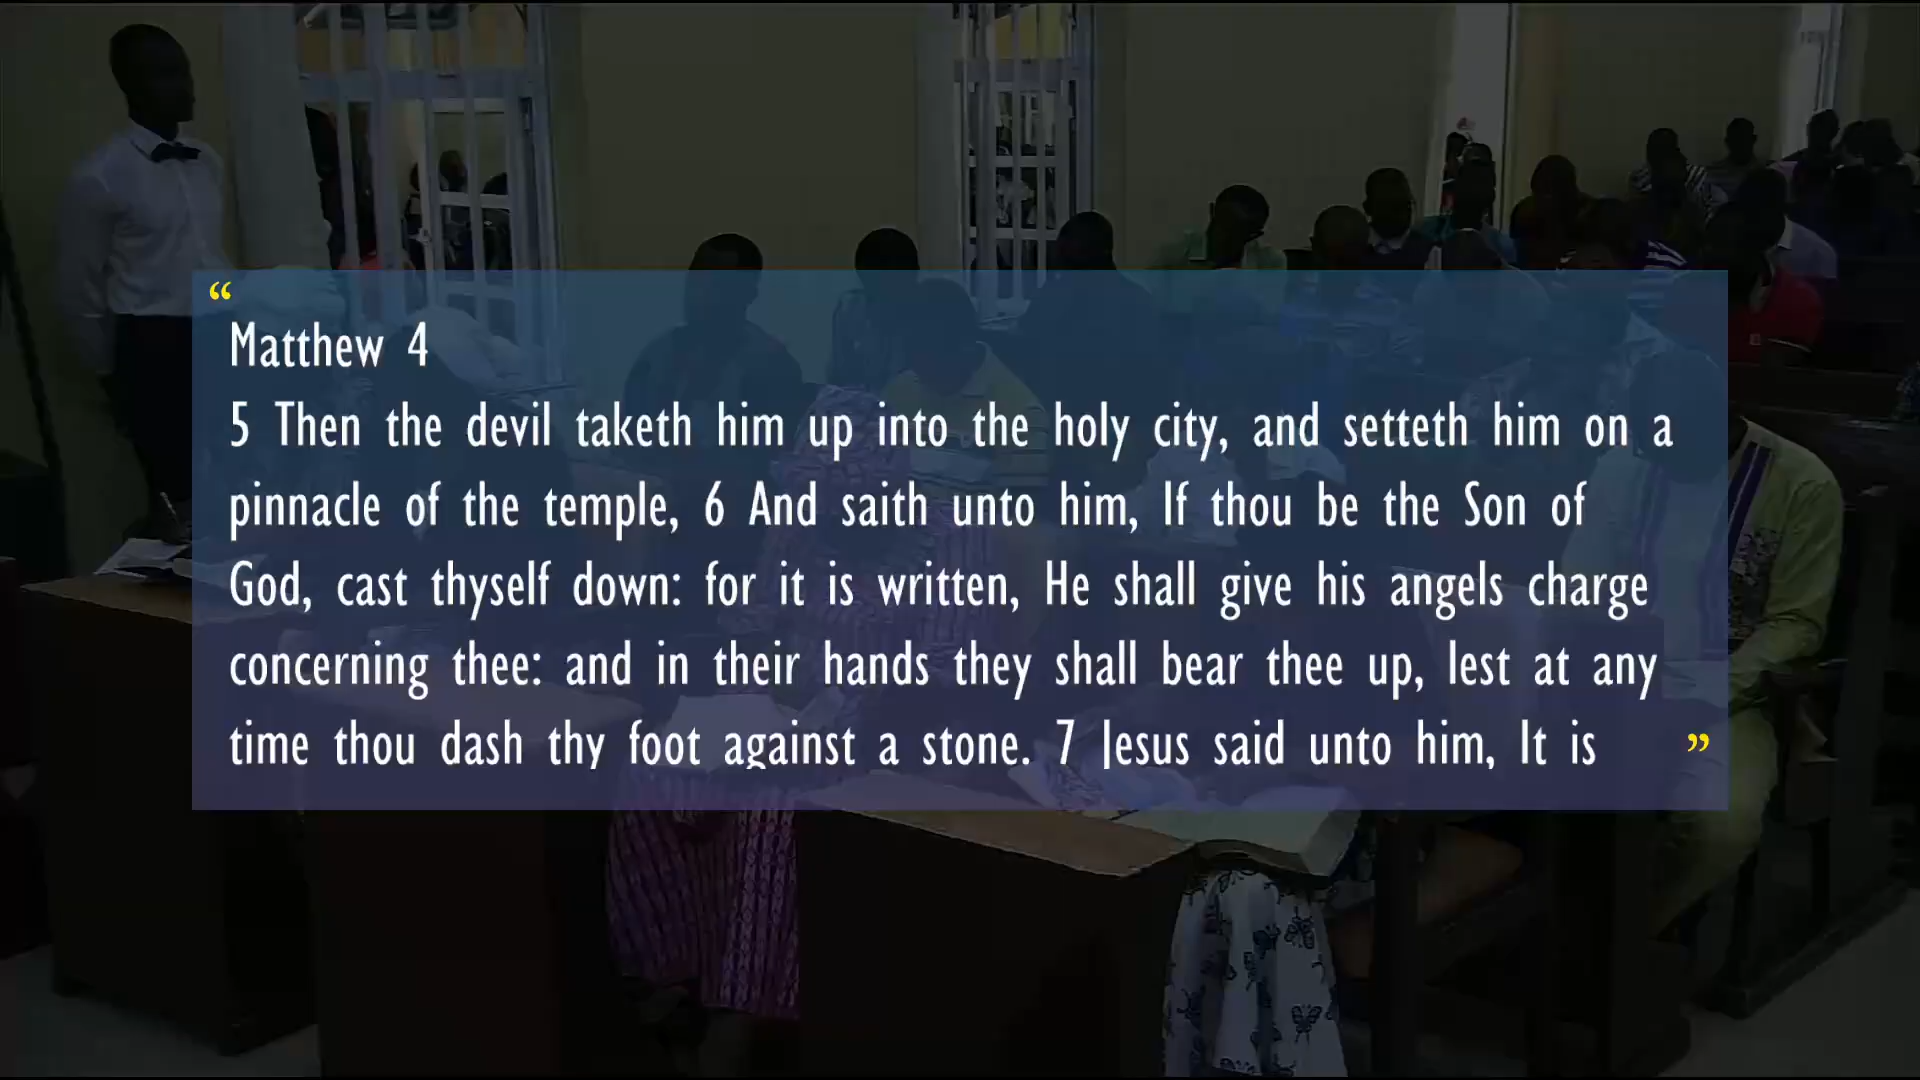 “
Matthew 4
5 Then the devil taketh him up into the holy city, and setteth him on a
pinnacle of the temple, 6 And saith unto him, If thou be the Son of
God, cast thyself down: for it is written, He shall give his angels charge
concerning thee: and in their hands they shall bear thee up, lest at any
time thou dash thy foot against a stone. 7 Jesus said unto him, It is
”